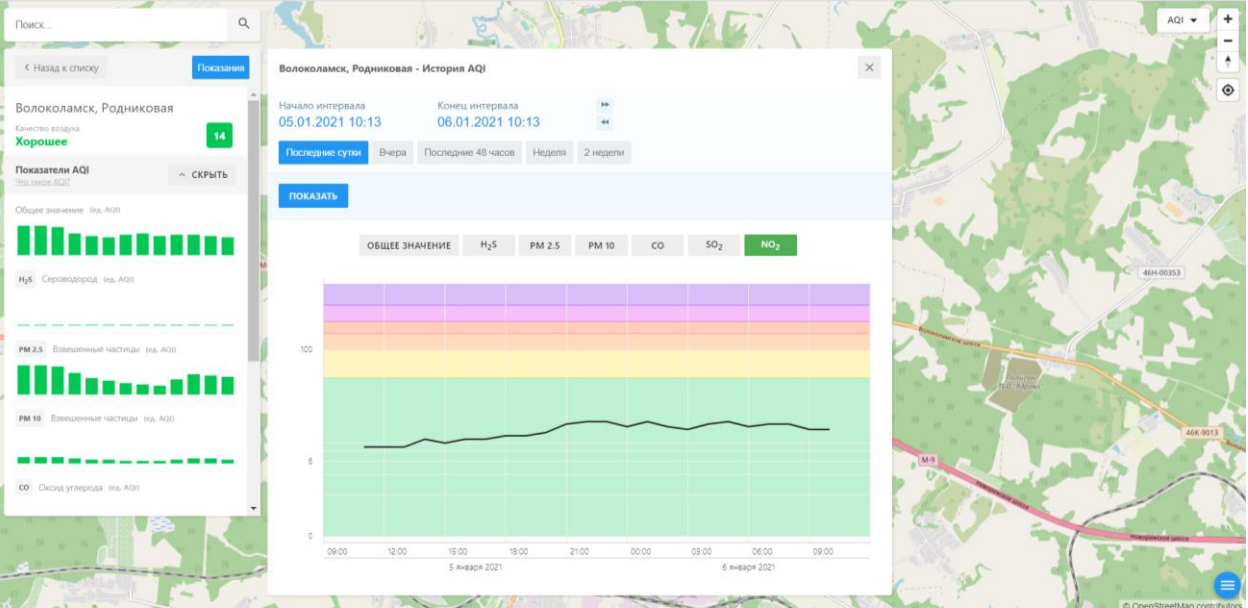 Поиск...
AQI
Назад к списку
Показания
Волоколамск, Родниковая
Качество воздуха
Хорошее
14
Показатели AQI
Что такое AQI?
СКРЫТЬ
Общее значение (ед. AQI)
H₂S Сероводород (ед. AQI)
PM 2.5 Взвешенные частицы (ед. AQI)
PM 10 Взвешенные частицы (ед. AQI)
CO Оксид углерода (ед. AQI)
Волоколамск, Родниковая - История AQI
Начало интервала
05.01.2021 10:13
Конец интервала
06.01.2021 10:13
Последние сутки
Вчера
Последние 48 часов
Неделя
2 недели
ПОКАЗАТЬ
ОБЩЕЕ ЗНАЧЕНИЕ
H₂S
PM 2.5
PM 10
CO
SO₂
NO₂
100
6
0
09:00 12:00 15:00 18:00 21:00 00:00 03:00 06:00 09:00
5 января 2021
6 января 2021
46Н-00353
Волоколамское шоссе
Полигон
46К-9013
М-9
Новорижское шоссе
Новорижское шоссе
© OpenStreetMap contributors